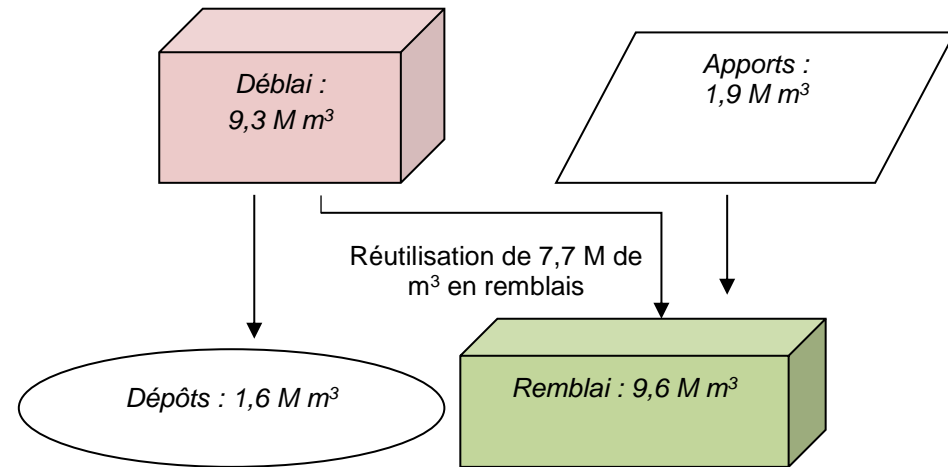 Déblai :
9,3 M m³
Apports :
1,9 M m³
Réutilisation de 7,7 M de
m³ en remblais
Dépôts : 1,6 M m³
Remblai : 9,6 M m³